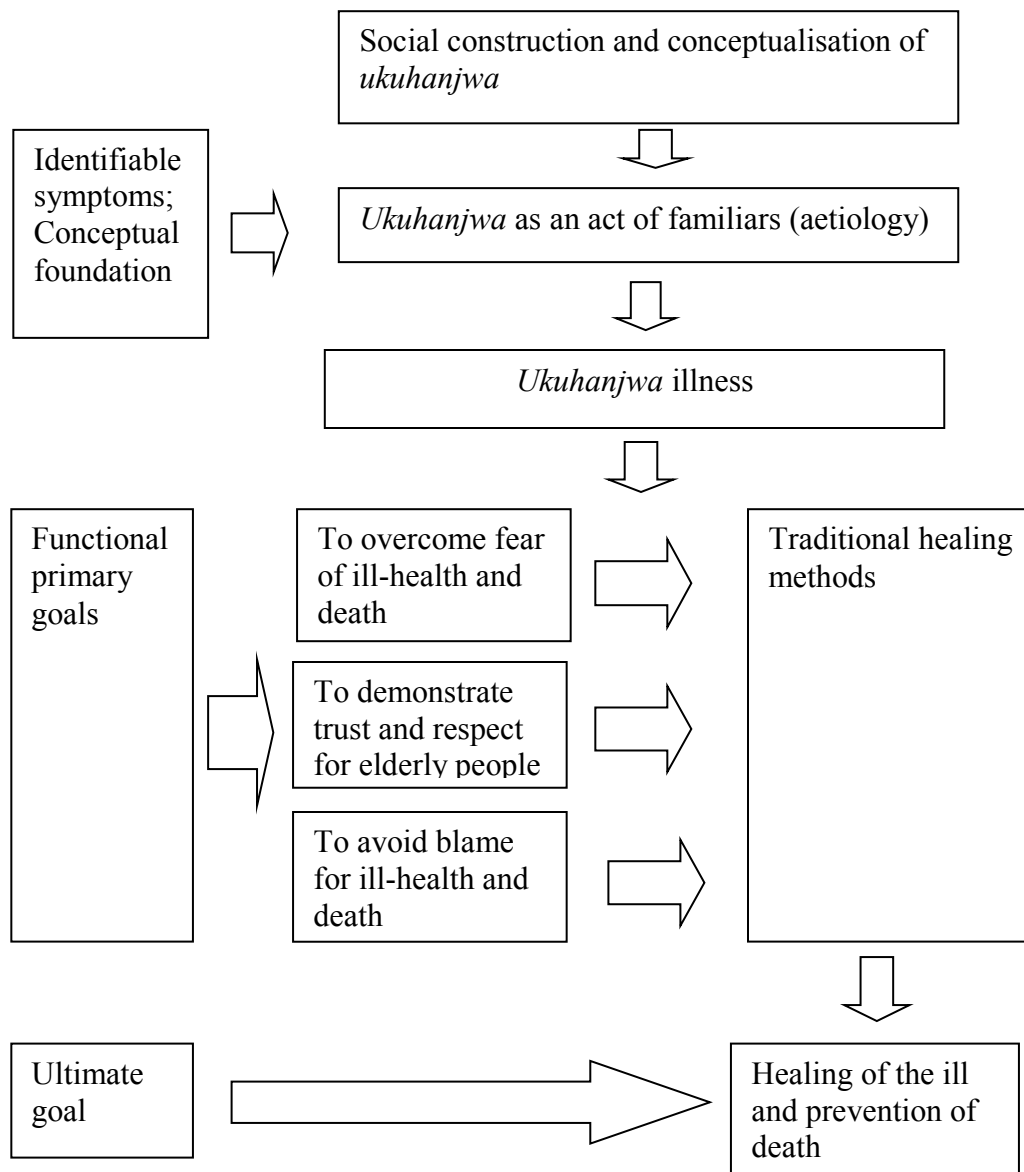 Social construction and conceptualisation of
ukuhanjwa
Identifiable
symptoms;
Conceptual
foundation
Ukuhanjwa as an act of familiars (aetiology)
Ukuhanjwa illness
Functional
primary
goals
To overcome fear
of ill-health and
death
Traditional healing
methods
To demonstrate
trust and respect
for elderly people
To avoid blame
for ill-health and
death
Ultimate
goal
Healing of the ill
and prevention of
death